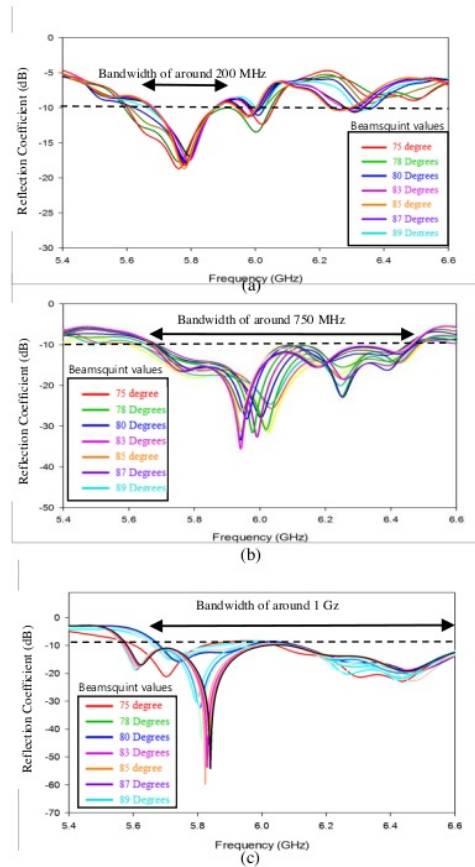 (a)
0
-5
-10
-15
-20
-25
-30
Reflection Coefficient (dB)
Bandwidth of around 200 MHz
Beamsquint values
75 degree
78 Degrees
80 Degrees
83 Degrees
85 degree
87 Degrees
89 Degrees
5.4 5.6 5.8 6.0 6.2 6.4 6.6
Frequency (GHz)
(a)
0
-10
-20
-30
-40
-50
Reflection Coefficient (dB)
Bandwidth of around 750 MHz
Beamsquint values
75 degree
78 Degrees
80 Degrees
83 Degrees
85 degree
87 Degrees
89 Degrees
5.4 5.6 5.8 6.0 6.2 6.4 6.6
Frequency (GHz)
(b)
10
0
-10
-20
-30
-40
-50
-60
-70
Reflection Coefficient (dB)
Bandwidth of around 1 Gz
Beamsquint values
75 degree
78 Degrees
80 Degrees
83 Degrees
85 degree
87 Degrees
89 Degrees
5.4 5.6 5.8 6.0 6.2 6.4 6.6
Frequency (GHz)
(c)